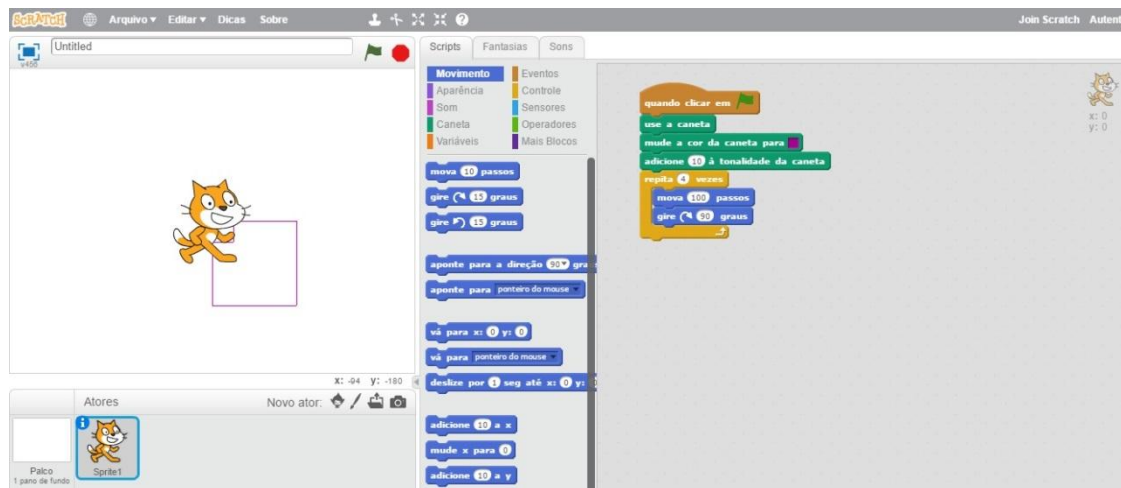 SCRATCH Arquivo▼ Editar▼ Dicas Sobre Join Scratch Autent
Untitled
v456
Scripts Fantasias Sons
Movimento Eventos
Aparência Controle
Som Sensores
Caneta Operadores
Variáveis Mais Blocos
mova 10 passos
gire 15 graus
gire 15 graus
aponte para a direção 90▼ gra
aponte para ponteiro do mouse
vá para x: 0 y: 0
vá para ponteiro do mouse
deslize por 1 seg até x: 0 y:
adicione 10 a x
mude x para 0
adicione 10 a y
quando clicar em
use a caneta
mude a cor da caneta para
adicione 10 à tonalidade da caneta
repita 4 vezes
mova 100 passos
gire 90 graus
x: 0
y: 0
X: -94 Y: -180
Atores Novo ator:
Palco
1 pano de fundo
Sprite1